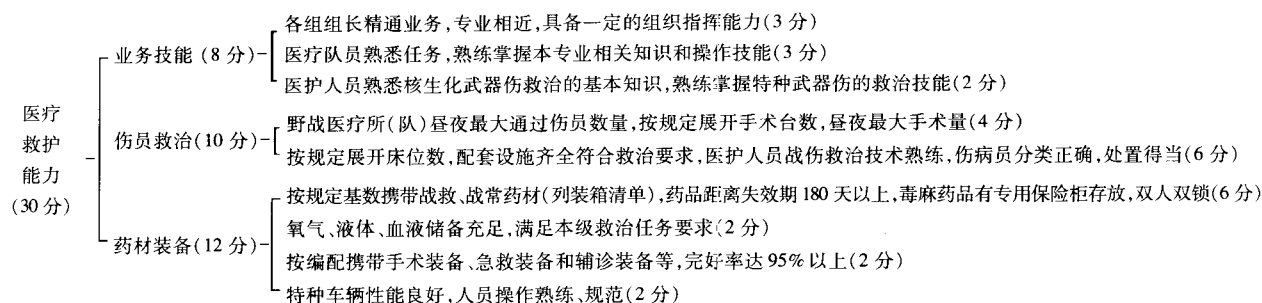 医疗
救护
能力
(30 分)
业务技能 (8 分)
各组组长精通业务,专业相近,具备一定的组织指挥能力(3 分)
医疗队员熟悉任务,熟练掌握本专业相关知识和操作技能(3 分)
医护人员熟悉核生化武器伤救治的基本知识,熟练掌握特种武器伤的救治技能(2 分)
伤员救治(10 分)
野战医疗所(队)昼夜最大通过伤员数量,按规定展开手术台数,昼夜最大手术量(4 分)
按规定展开床位数,配套设施齐全符合救治要求,医护人员战伤救治技术熟练,伤病员分类正确,处置得当(6 分)
药材装备(12 分)
按规定基数携带战救、战常药材(列装箱清单),药品距离失效期 180 天以上,毒麻药品有专用保险柜存放,双人双锁(6 分)
氧气、液体、血液储备充足,满足本级救治任务要求(2 分)
按编配携带手术装备、急救装备和辅诊装备等,完好率达 95% 以上(2 分)
特种车辆性能良好,人员操作熟练、规范(2 分)